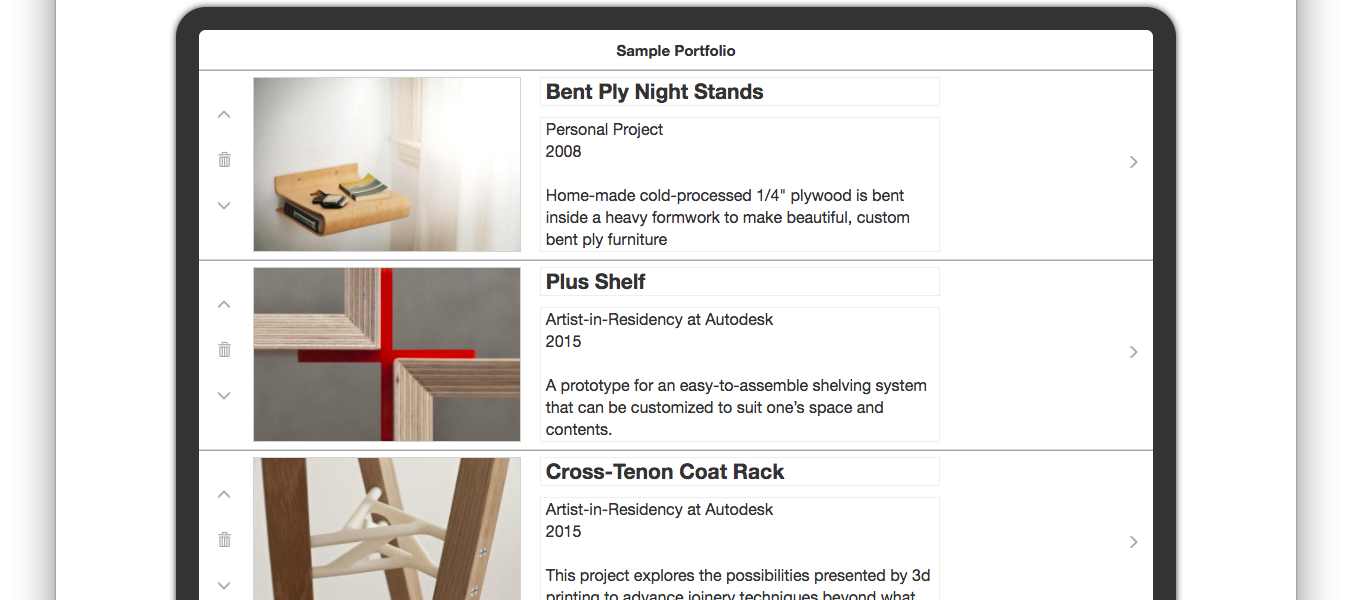 Sample Portfolio
Bent Ply Night Stands
Personal Project
2008
Home-made cold-processed 1/4" plywood is bent
inside a heavy formwork to make beautiful, custom
bent ply furniture
Plus Shelf
Artist-in-Residency at Autodesk
2015
A prototype for an easy-to-assemble shelving system
that can be customized to suit one’s space and
contents.
Cross-Tenon Coat Rack
Artist-in-Residency at Autodesk
2015
This project explores the possibilities presented by 3d
printing to advance joinery techniques beyond what